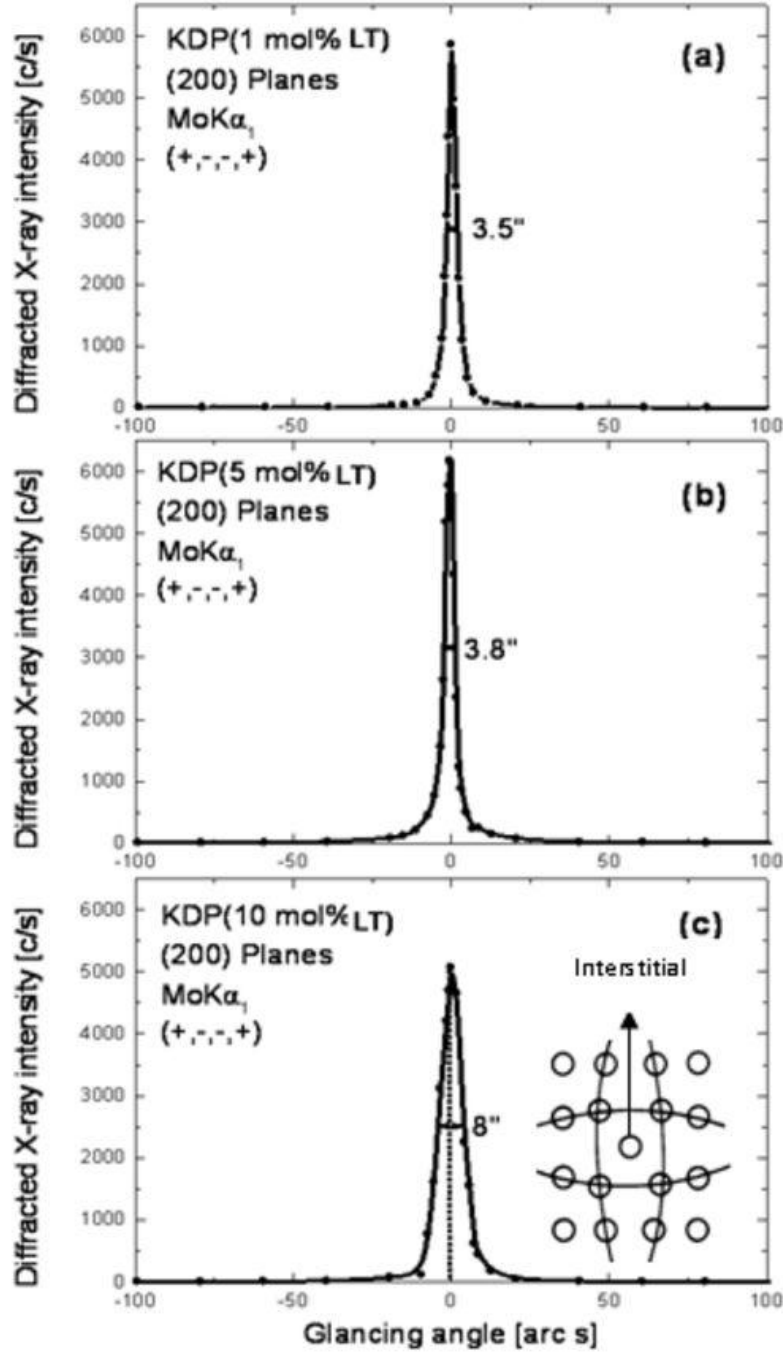 Diffracted X-ray intensity [c/s]
6000
5000
4000
3000
2000
1000
0
KDP(1 mol% LT)
(200) Planes
MoKα₁
(+,-,-,+)
(a)
3.5"
-100
-50
0
50
100
Diffracted X-ray intensity [c/s]
6000
5000
4000
3000
2000
1000
0
KDP(5 mol% LT)
(200) Planes
MoKα₁
(+,-,-,+)
(b)
3.8"
-100
-50
0
50
100
Diffracted X-ray intensity [c/s]
6000
5000
4000
3000
2000
1000
0
KDP(10 mol% LT)
(200) Planes
MoKα₁
(+,-,-,+)
(c)
Interstitial
8"
-100
-50
0
50
100
Glancing angle [arc s]